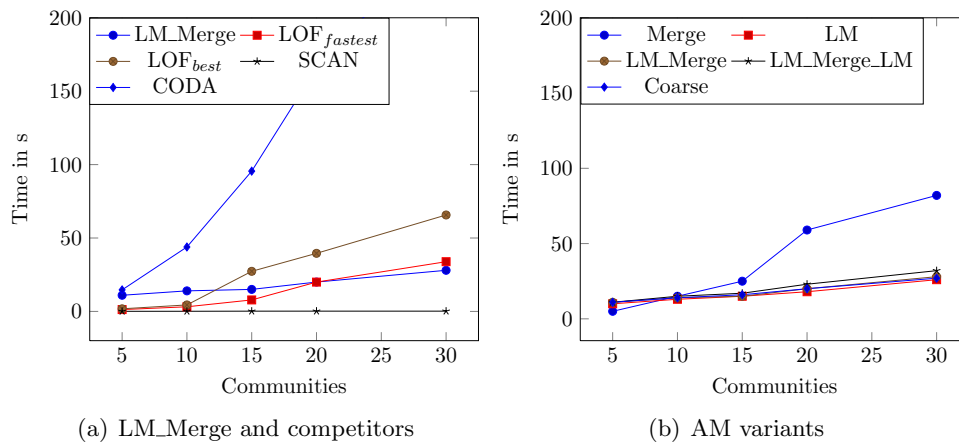 200
150
100
50
0
Time in s
LM_Merge
LOF_fastest
LOF_best
SCAN
CODA
5 10 15 20 30
Communities
(a) LM_Merge and competitors
200
150
100
50
0
Time in s
Merge
LM
LM_Merge
LM_Merge_LM
Coarse
5 10 15 20 30
Communities
(b) AM variants